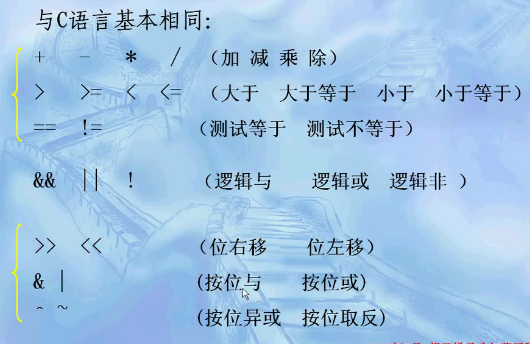 与C语言基本相同:
+ − * / （加 减 乘 除）
> >= < <= （大于 大于等于 小于 小于等于）
== != （测试等于 测试不等于）
&& || ! （逻辑与 逻辑或 逻辑非 ）
>> << （位右移 位左移）
& | (按位与 按位或)
^ ~ (按位异或 按位取反)